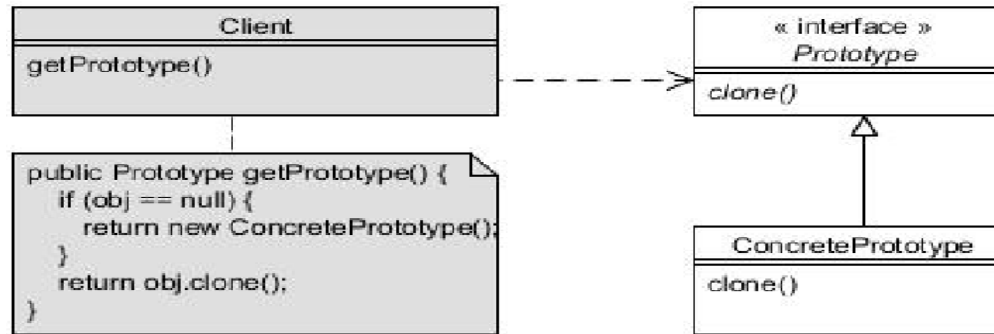 Client
getPrototype()
« interface »
Prototype
clone()
public Prototype getPrototype() {
if (obj == null) {
return new ConcretePrototype();
}
return obj.clone();
}
ConcretePrototype
clone()